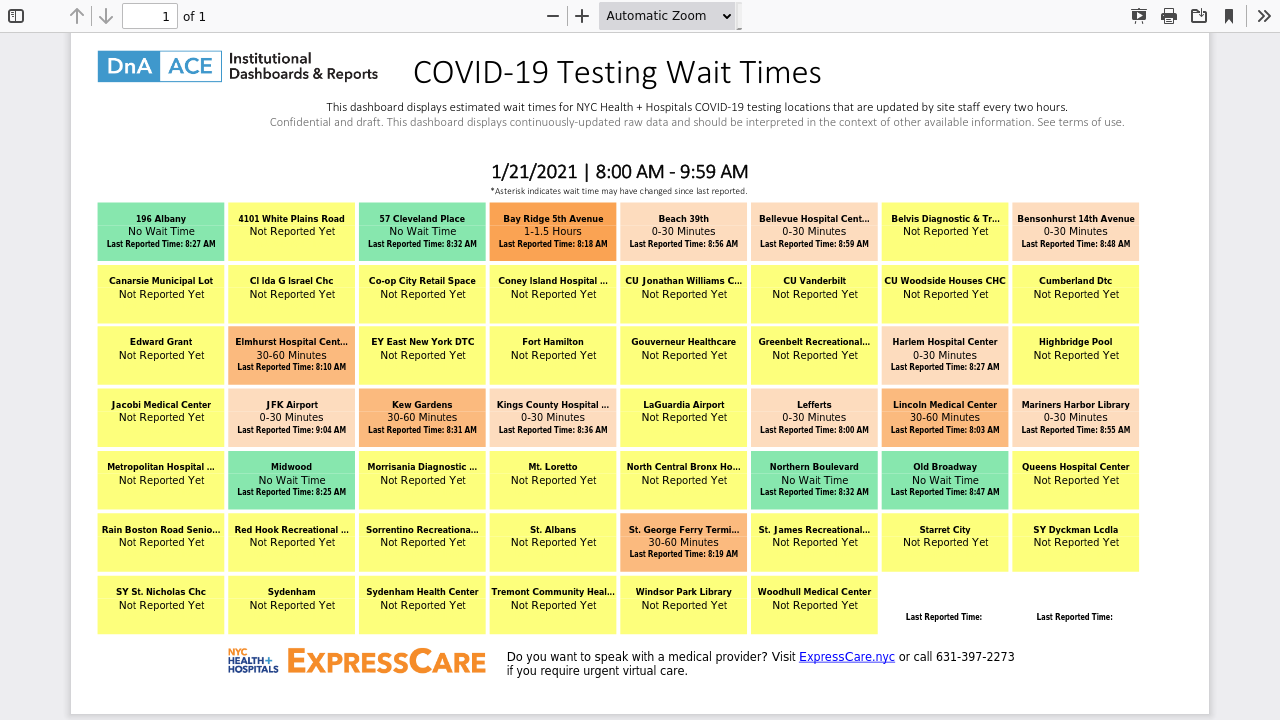 1 of 1 Automatic Zoom
DnA ACE Institutional
Dashboards & Reports
COVID-19 Testing Wait Times
This dashboard displays estimated wait times for NYC Health + Hospitals COVID-19 testing locations that are updated by site staff every two hours.
Confidential and draft. This dashboard displays continuously-updated raw data and should be interpreted in the context of other available information. See terms of use.
1/21/2021 | 8:00 AM - 9:59 AM
*Asterisk indicates wait time may have changed since last reported.
196 Albany
No Wait Time
Last Reported Time: 8:27 AM
4101 White Plains Road
Not Reported Yet
57 Cleveland Place
No Wait Time
Last Reported Time: 8:32 AM
Bay Ridge 5th Avenue
1-1.5 Hours
Last Reported Time: 8:18 AM
Beach 39th
0-30 Minutes
Last Reported Time: 8:56 AM
Bellevue Hospital Cent...
0-30 Minutes
Last Reported Time: 8:59 AM
Belvis Diagnostic & Tr...
Not Reported Yet
Bensonhurst 14th Avenue
0-30 Minutes
Last Reported Time: 8:48 AM
Canarsie Municipal Lot
Not Reported Yet
CI Ida G Israel Chc
Not Reported Yet
Co-op City Retail Space
Not Reported Yet
Coney Island Hospital ...
Not Reported Yet
CU Jonathan Williams C...
Not Reported Yet
CU Vanderbilt
Not Reported Yet
CU Woodside Houses CHC
Not Reported Yet
Cumberland Dtc
Not Reported Yet
Edward Grant
Not Reported Yet
Elmhurst Hospital Cent...
30-60 Minutes
Last Reported Time: 8:10 AM
EY East New York DTC
Not Reported Yet
Fort Hamilton
Not Reported Yet
Gouverneur Healthcare
Not Reported Yet
Greenbelt Recreational...
Not Reported Yet
Harlem Hospital Center
0-30 Minutes
Last Reported Time: 8:27 AM
Highbridge Pool
Not Reported Yet
Jacobi Medical Center
Not Reported Yet
JFK Airport
0-30 Minutes
Last Reported Time: 9:04 AM
Kew Gardens
30-60 Minutes
Last Reported Time: 8:31 AM
Kings County Hospital ...
0-30 Minutes
Last Reported Time: 8:36 AM
LaGuardia Airport
Not Reported Yet
Lefferts
0-30 Minutes
Last Reported Time: 8:00 AM
Lincoln Medical Center
30-60 Minutes
Last Reported Time: 8:03 AM
Mariners Harbor Library
0-30 Minutes
Last Reported Time: 8:55 AM
Metropolitan Hospital ...
Not Reported Yet
Midwood
No Wait Time
Last Reported Time: 8:25 AM
Morrisania Diagnostic ...
Not Reported Yet
Mt. Loretto
Not Reported Yet
North Central Bronx Ho...
Not Reported Yet
Northern Boulevard
No Wait Time
Last Reported Time: 8:32 AM
Old Broadway
No Wait Time
Last Reported Time: 8:47 AM
Queens Hospital Center
Not Reported Yet
Rain Boston Road Senio...
Not Reported Yet
Red Hook Recreational ...
Not Reported Yet
Sorrentino Recreationa...
Not Reported Yet
St. Albans
Not Reported Yet
St. George Ferry Termi...
30-60 Minutes
Last Reported Time: 8:19 AM
St. James Recreational...
Not Reported Yet
Starret City
Not Reported Yet
SY Dyckman Lcdla
Not Reported Yet
SY St. Nicholas Chc
Not Reported Yet
Sydenham
Not Reported Yet
Sydenham Health Center
Not Reported Yet
Tremont Community Heal...
Not Reported Yet
Windsor Park Library
Not Reported Yet
Woodhull Medical Center
Not Reported Yet
Last Reported Time:
Last Reported Time:
NYC
HEALTH+
HOSPITALS
EXPRESSCARE
Do you want to speak with a medical provider? Visit ExpressCare.nyc or call 631-397-2273
if you require urgent virtual care.